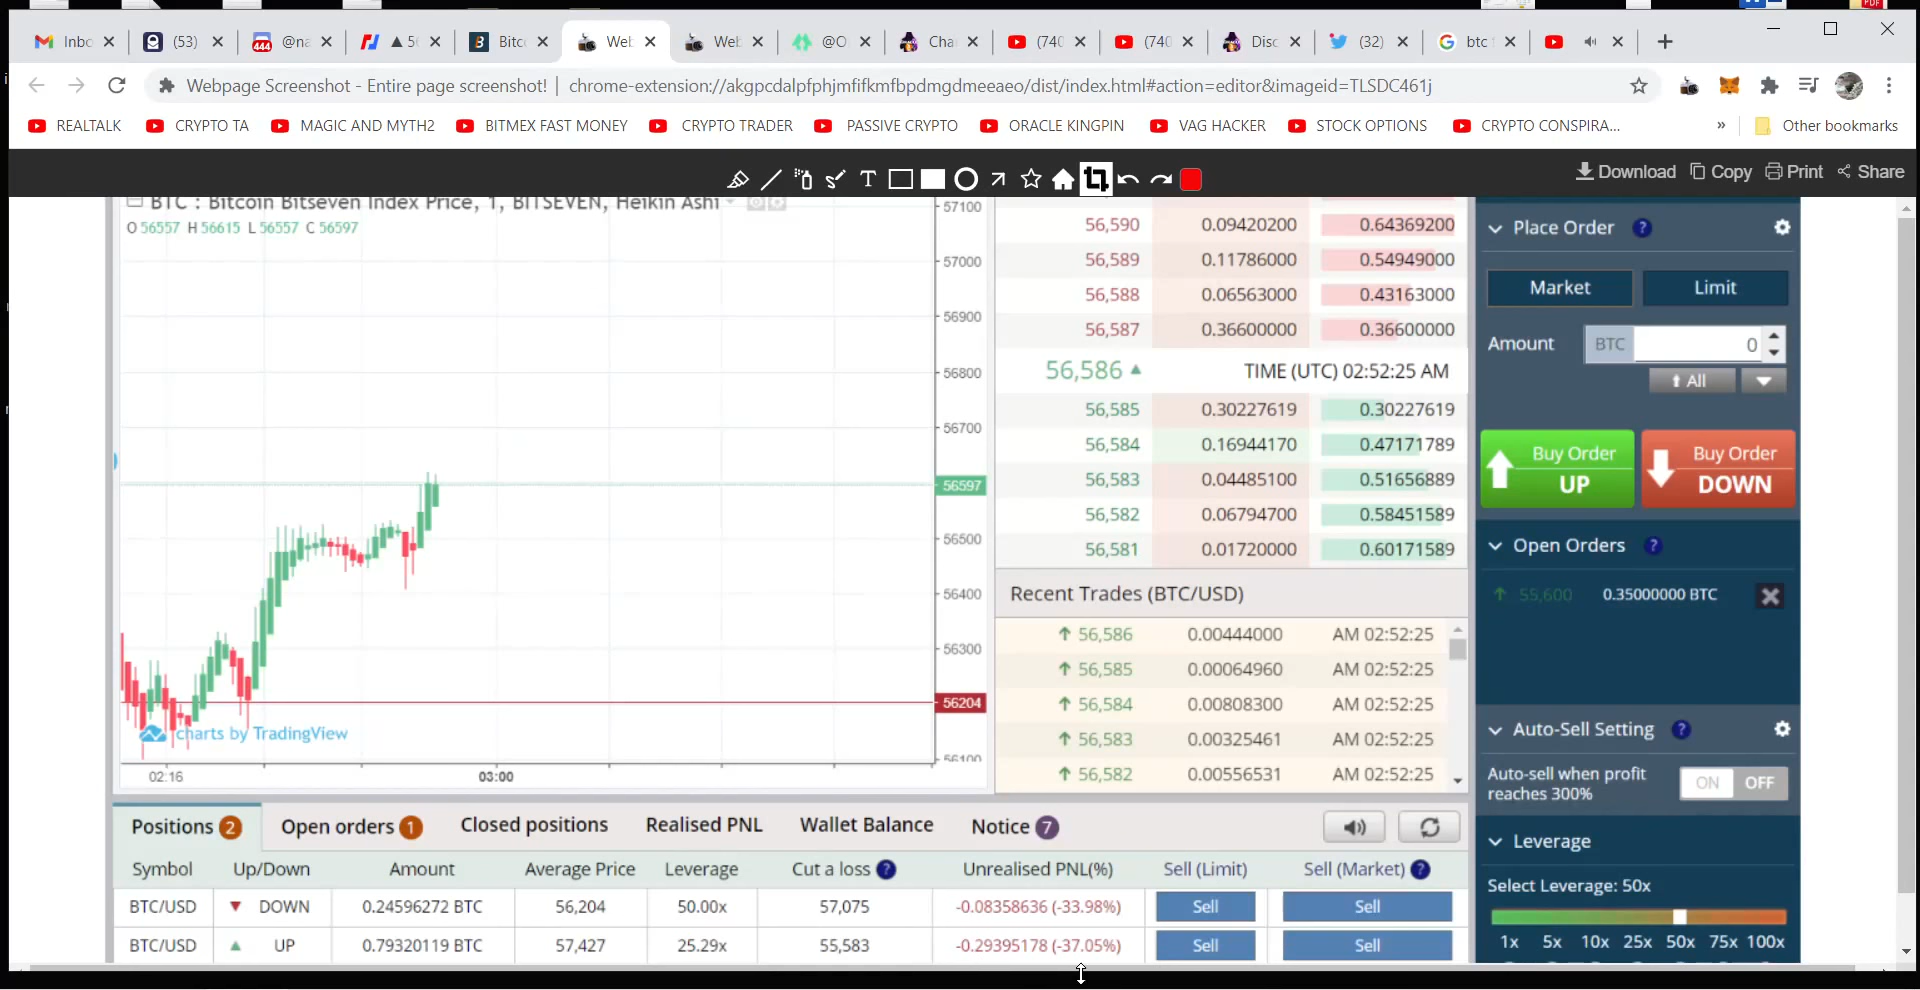 Inbo
(53)
@na
5
Bitc
Web
Web
@O
Cha
(740
(740
Disc
(32)
btc
Webpage Screenshot - Entire page screenshot! | chrome-extension://akgpcdalpfphjmfifkmfbpdmgdmeeaeo/dist/index.html#action=editor&imageid=TLSDC461j
REALTALK
CRYPTO TA
MAGIC AND MYTH2
BITMEX FAST MONEY
CRYPTO TRADER
PASSIVE CRYPTO
ORACLE KINGPIN
VAG HACKER
STOCK OPTIONS
CRYPTO CONSPIRA...
»
Other bookmarks
T
Download
Copy
Print
Share
BTC : Bitcoin Bitseven Index Price, 1, BITSEVEN, Heikin Ashi
O 56557 H 56615 L 56557 C 56597
57100
57000
56900
56800
56700
56597
56500
56400
56300
56204
56100
charts by TradingView
02:16 03:00
56,590 0.09420200 0.64369200
56,589 0.11786000 0.54949000
56,588 0.06563000 0.43163000
56,587 0.36600000 0.36600000
56,586 TIME (UTC) 02:52:25 AM
56,585 0.30227619 0.30227619
56,584 0.16944170 0.47171789
56,583 0.04485100 0.51656889
56,582 0.06794700 0.58451589
56,581 0.01720000 0.60171589
Recent Trades (BTC/USD)
56,586 0.00444000 AM 02:52:25
56,585 0.00064960 AM 02:52:25
56,584 0.00808300 AM 02:52:25
56,583 0.00325461 AM 02:52:25
56,582 0.00556531 AM 02:52:25
Place Order ?
Market Limit
Amount BTC 0
All
Buy Order
UP
Buy Order
DOWN
Open Orders ?
55,600 0.35000000 BTC
Auto-Sell Setting ?
Auto-sell when profit
reaches 300%
ON OFF
Leverage
Select Leverage: 50x
1x 5x 10x 25x 50x 75x 100x
Positions 2 Open orders 1 Closed positions Realised PNL Wallet Balance Notice 7
Symbol Up/Down Amount Average Price Leverage Cut a loss ? Unrealised PNL(%) Sell (Limit) Sell (Market) ?
BTC/USD DOWN 0.24596272 BTC 56,204 50.00x 57,075 -0.08358636 (-33.98%) Sell Sell
BTC/USD UP 0.79320119 BTC 57,427 25.29x 55,583 -0.29395178 (-37.05%) Sell Sell